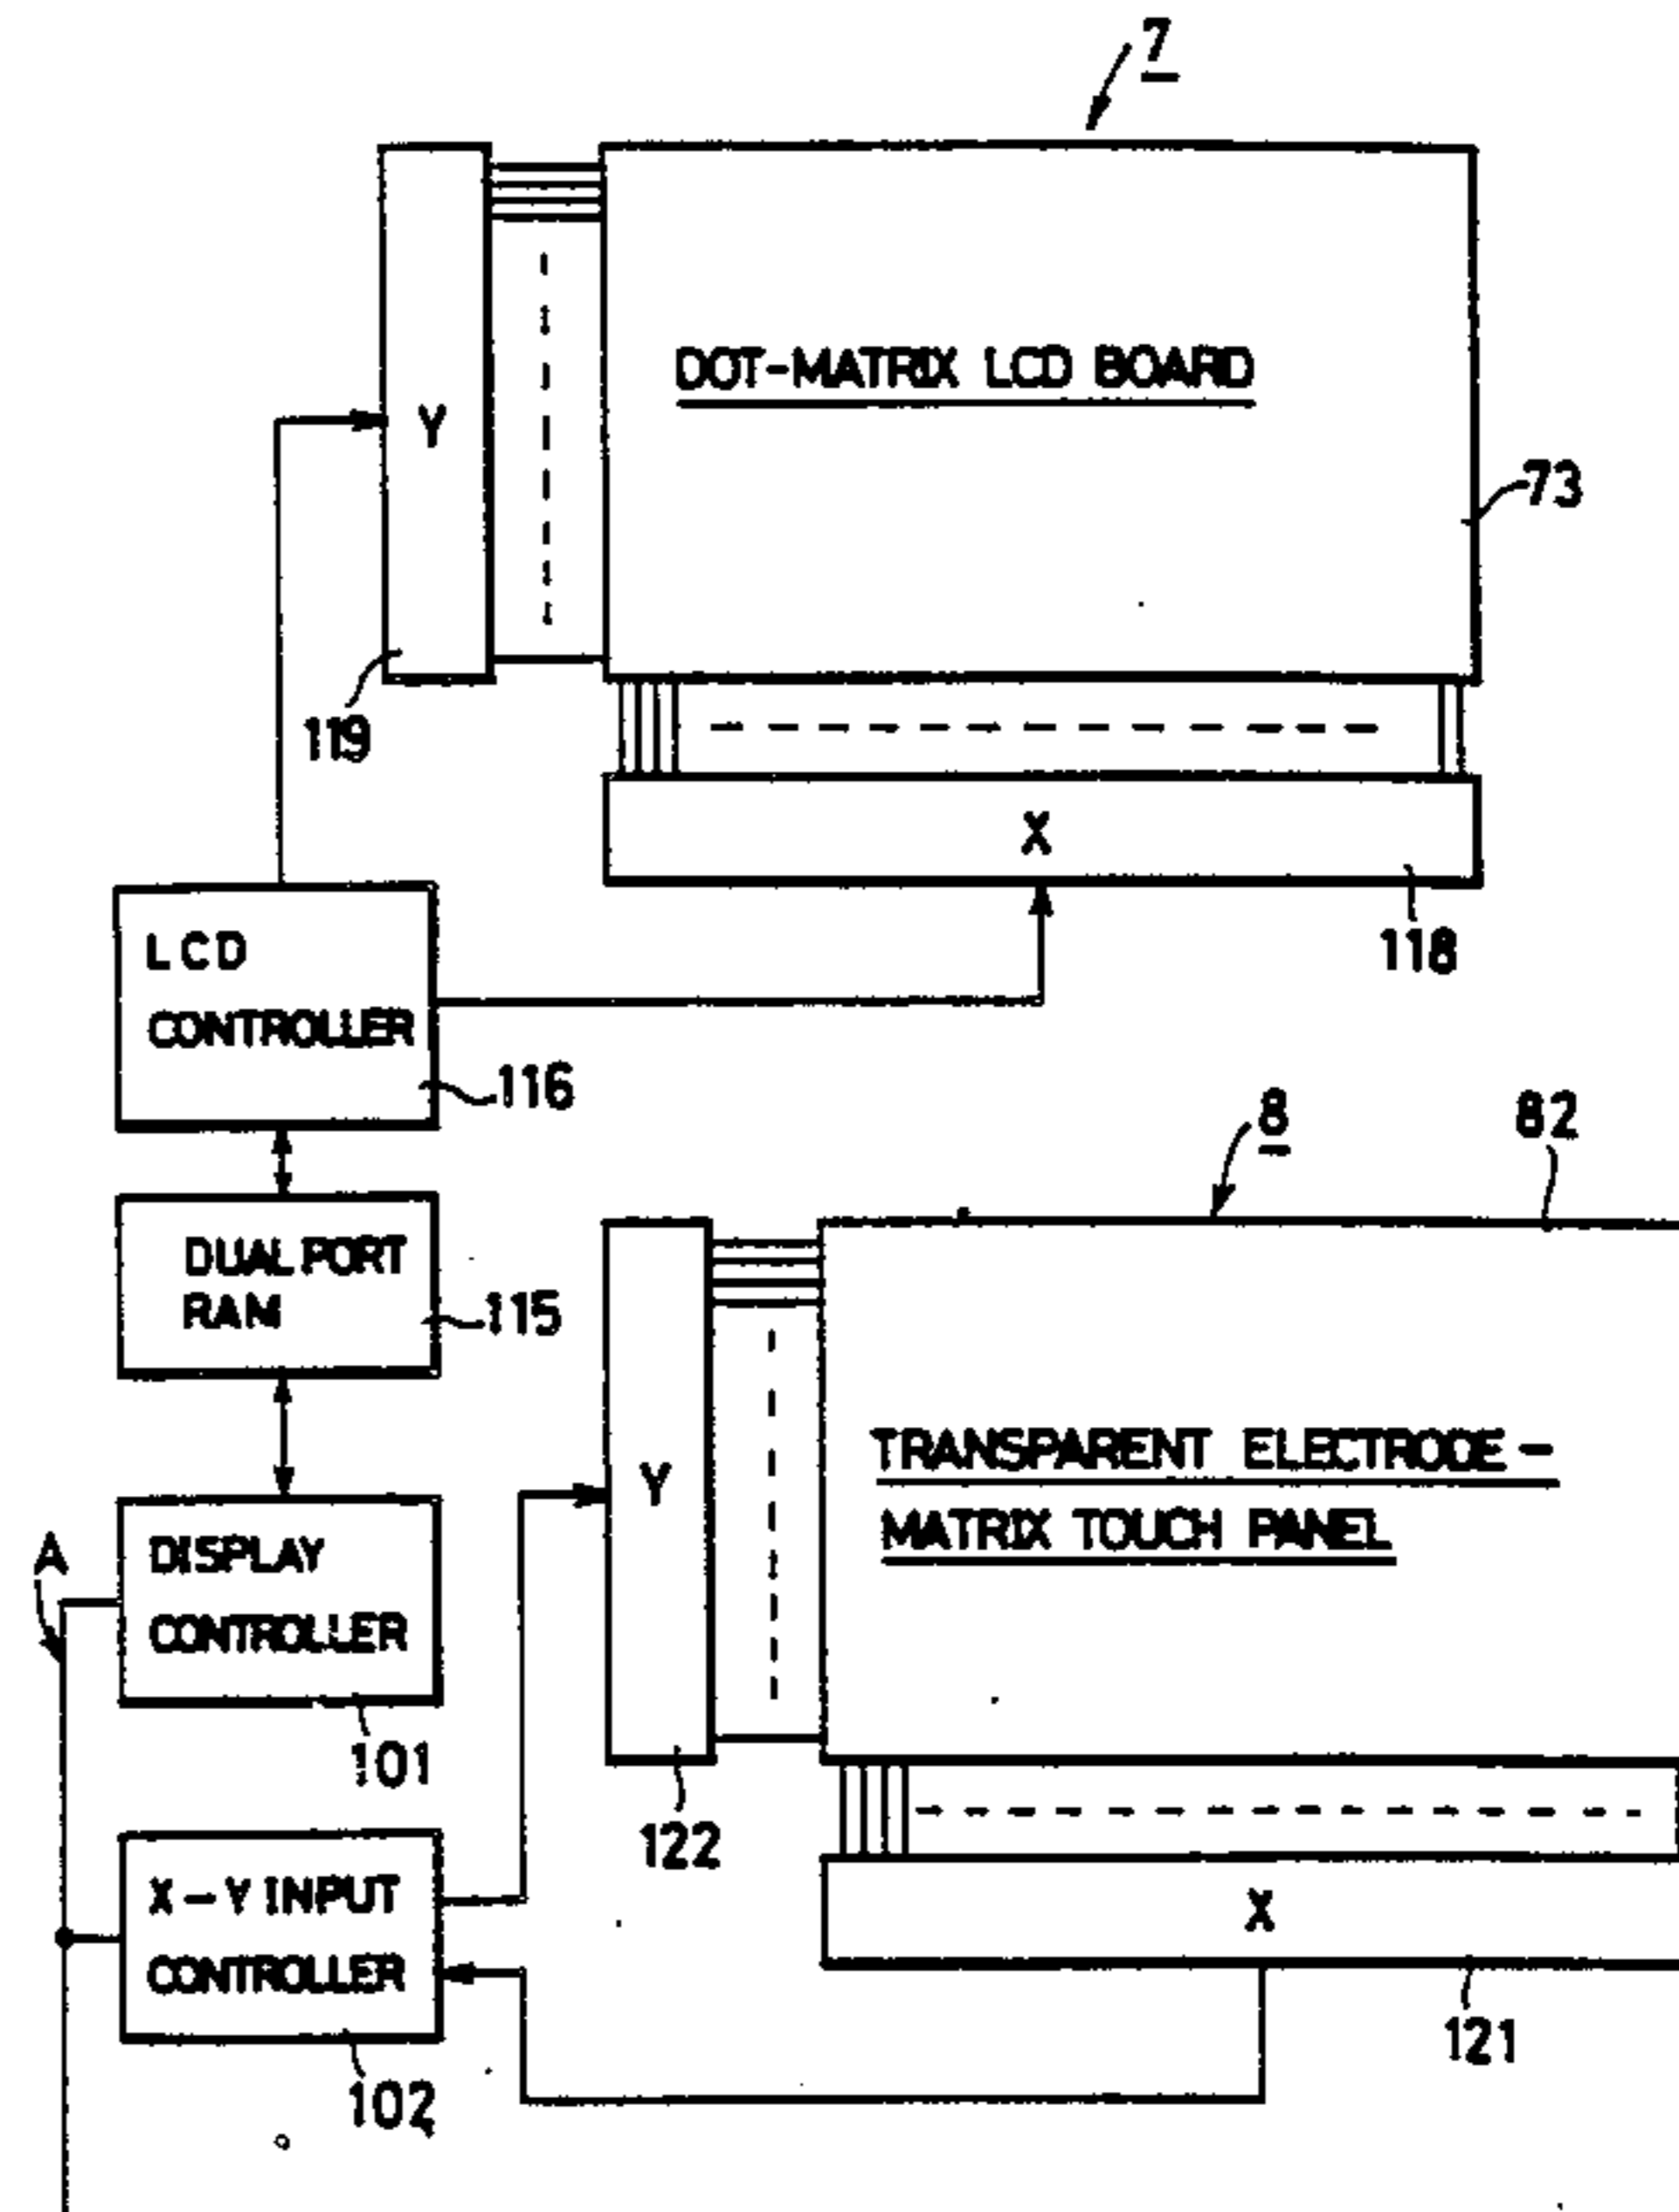 7
DOT-MATRIX LCD BOARD
Y
73
119
X
118
LCD
CONTROLLER
116
8
82
DUAL PORT
RAM
115
TRANSPARENT ELECTRODE-
MATRIX TOUCH PANEL
Y
A
DISPLAY
CONTROLLER
101
122
X-Y INPUT
CONTROLLER
X
121
102